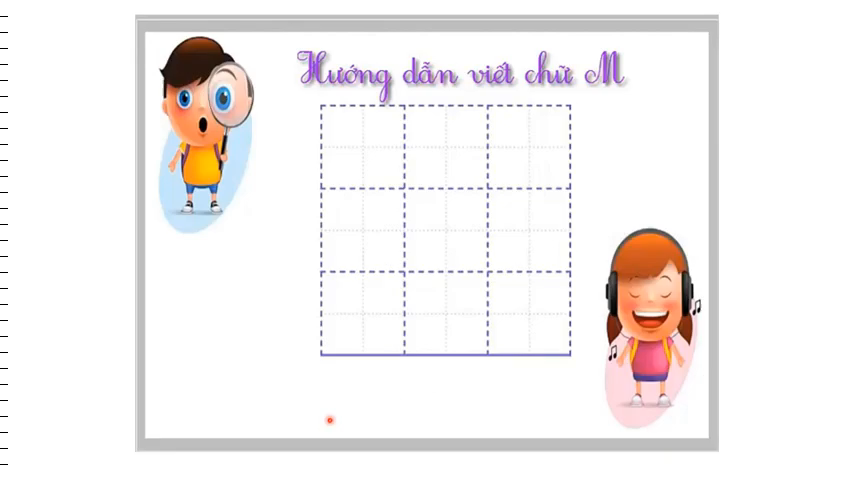 Hướng dẫn viết chữ M